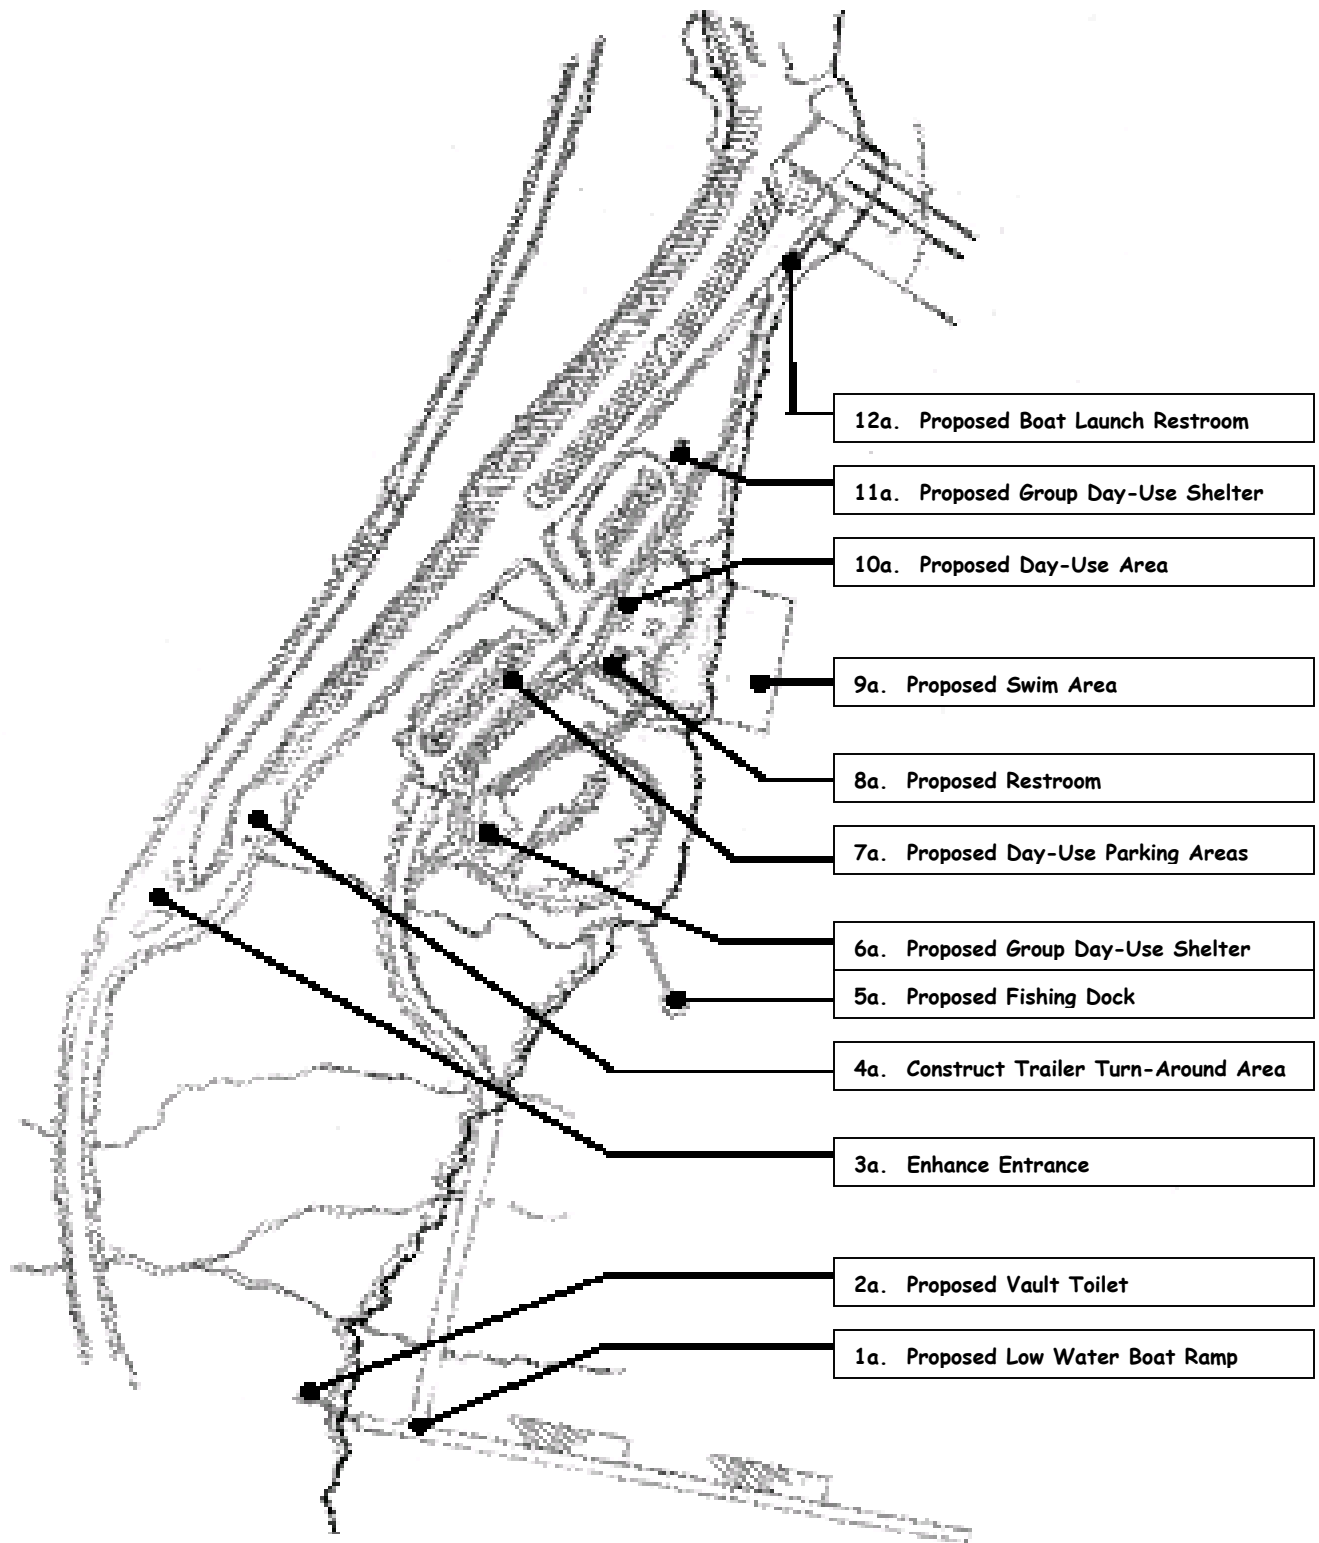 12a. Proposed Boat Launch Restroom
11a. Proposed Group Day-Use Shelter
10a. Proposed Day-Use Area
9a. Proposed Swim Area
8a. Proposed Restroom
7a. Proposed Day-Use Parking Areas
6a. Proposed Group Day-Use Shelter
5a. Proposed Fishing Dock
4a. Construct Trailer Turn-Around Area
3a. Enhance Entrance
2a. Proposed Vault Toilet
1a. Proposed Low Water Boat Ramp